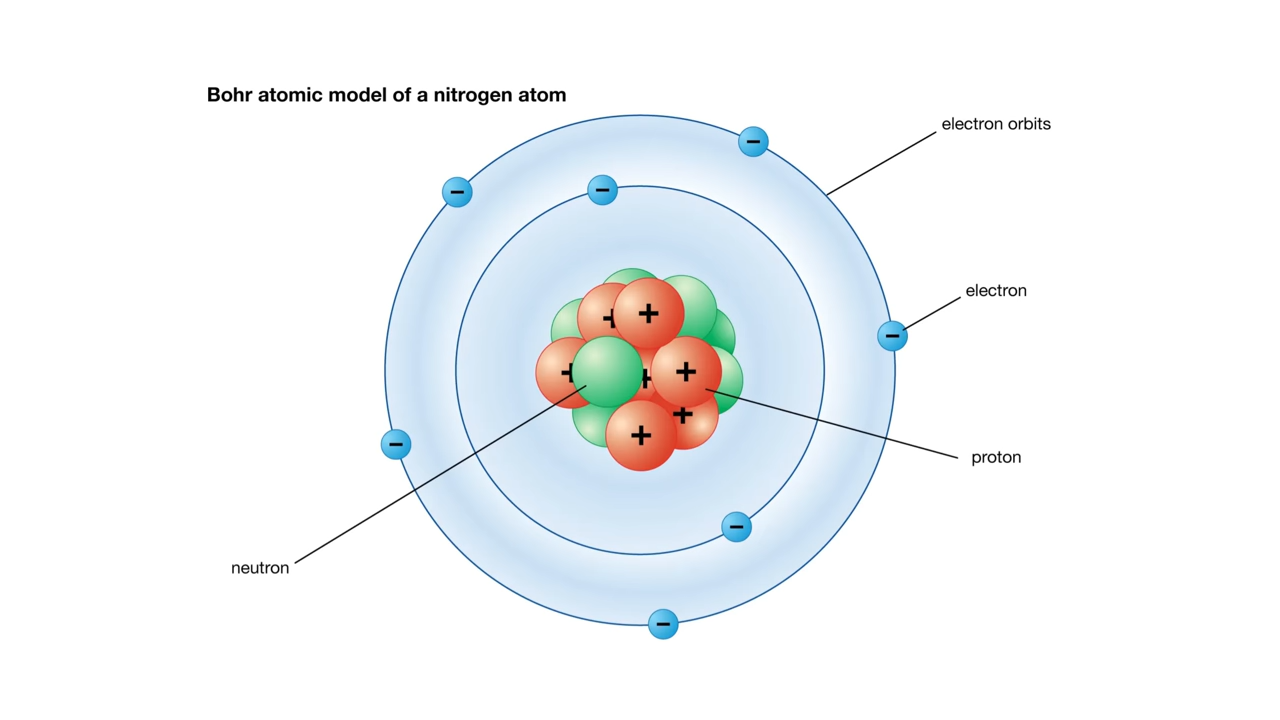 Bohr atomic model of a nitrogen atom
electron orbits
electron
proton
neutron